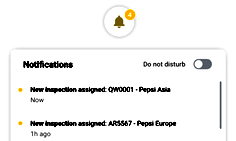 4
Notifications
Do not disturb
New inspection assigned: QW0001 - Pepsi Asia
Now
New inspection assigned: AR5567 - Pepsi Europe
1h ago